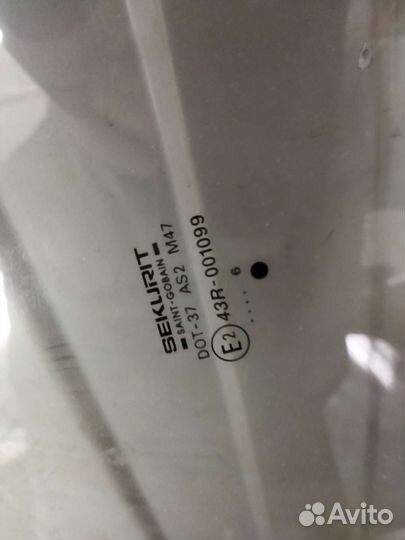 SEKURIT
SAINT-GOBAIN
DOT-37 AS2 M47
E2 43R-001099
.... 6
Avito